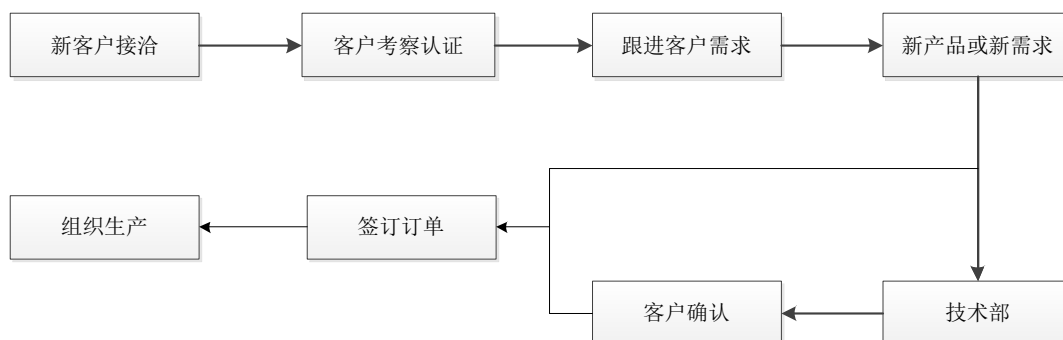 新客户接洽
客户考察认证
跟进客户需求
新产品或新需求
组织生产
签订订单
客户确认
技术部